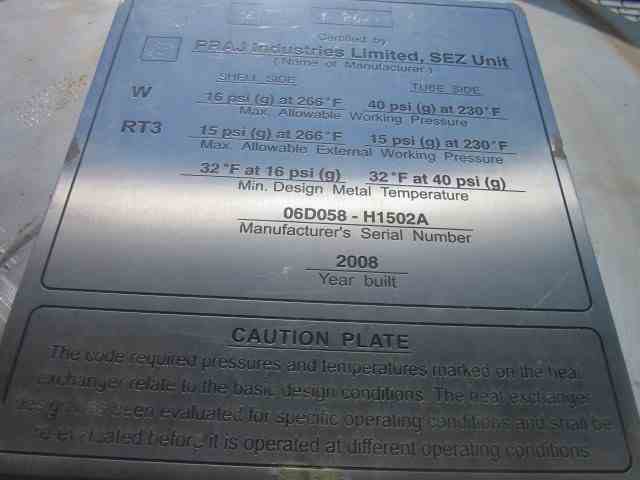 Certified by
PRAJ Industries Limited, SEZ Unit
( Name of Manufacturer )
SHELL SIDE TUBE SIDE
W 16 psi (g) at 266°F 40 psi (g) at 230°F
Max. Allowable Working Pressure
RT3 15 psi (g) at 266°F 15 psi (g) at 230°F
Max. Allowable External Working Pressure
32 °F at 16 psi (g) 32 °F at 40 psi (g)
Min. Design Metal Temperature
06D058 - H1502A
Manufacturer's Serial Number
2008
Year built
CAUTION PLATE
The code required pressures and temperatures marked on the heat
exchanger relate to the basic design conditions. The heat exchanger
design has been evaluated for specific operating conditions and shall be
re-evaluated before it is operated at different operating conditions